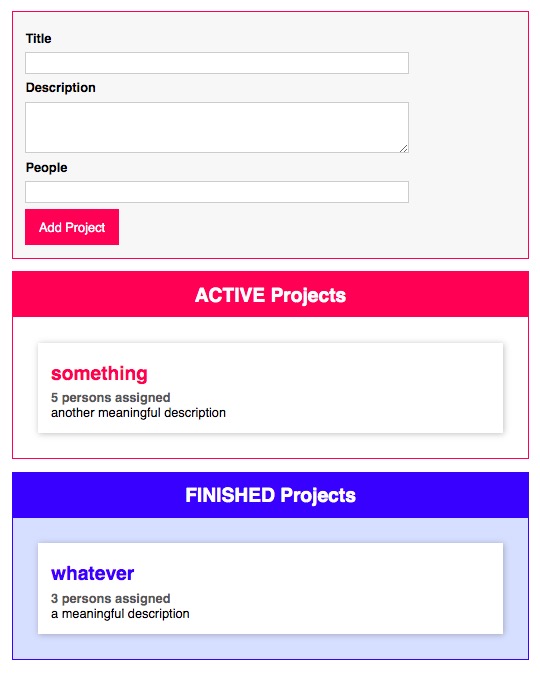 Title
Description
People
Add Project
ACTIVE Projects
something
5 persons assigned
another meaningful description
FINISHED Projects
whatever
3 persons assigned
a meaningful description